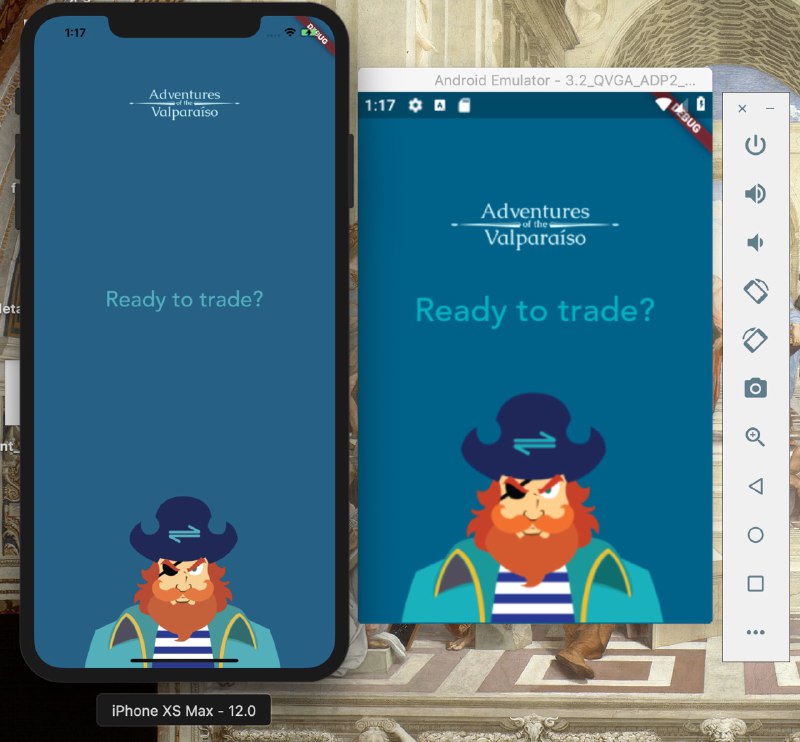 1:17
DEBUG
Adventures
of the
Valparaíso
Ready to trade?
iPhone XS Max - 12.0
Android Emulator - 3.2_QVGA_ADP2_...
1:17
A
DEBUG
Adventures
of the
Valparaíso
Ready to trade?